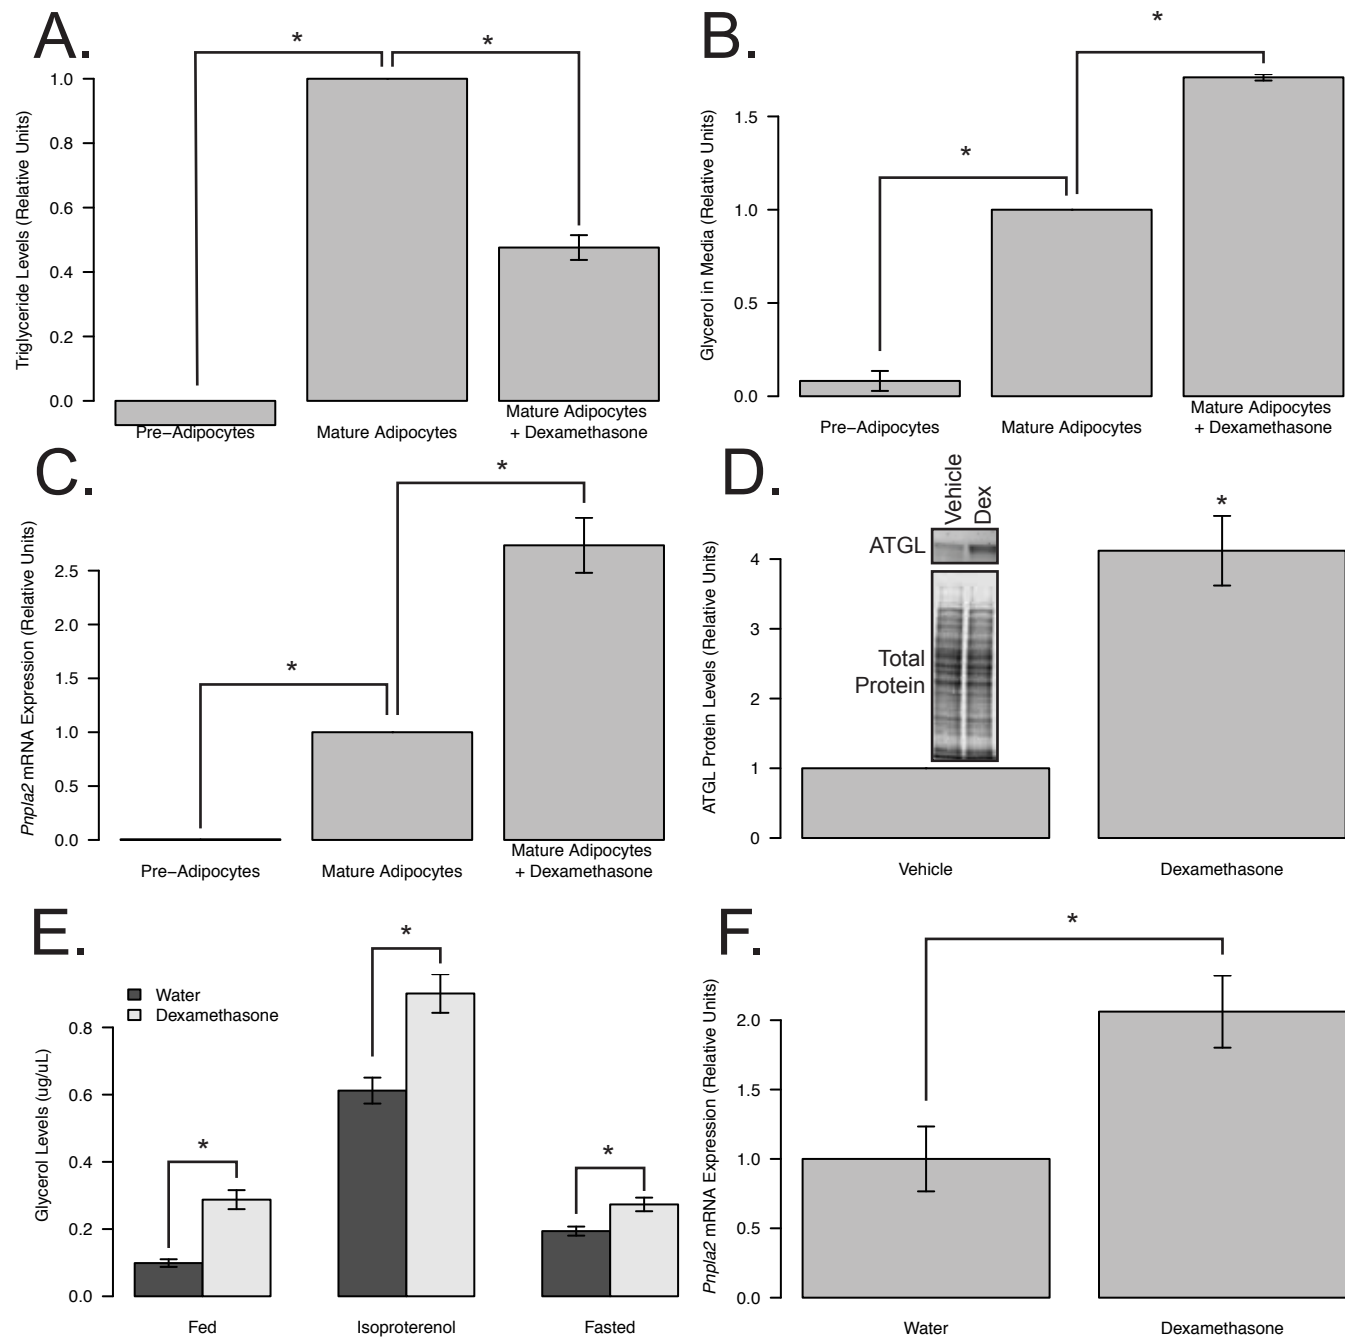 A.
*
*
Triglyceride Levels (Relative Units)
1.0
0.8
0.6
0.4
0.2
0.0
Pre−Adipocytes
Mature Adipocytes
Mature Adipocytes
+ Dexamethasone
B.
*
*
Glycerol in Media (Relative Units)
1.5
1.0
0.5
0.0
Pre−Adipocytes
Mature Adipocytes
Mature Adipocytes
+ Dexamethasone
C.
*
*
Pnpla2 mRNA Expression (Relative Units)
2.5
2.0
1.5
1.0
0.5
0.0
Pre−Adipocytes
Mature Adipocytes
Mature Adipocytes
+ Dexamethasone
D.
Vehicle
Dex
*
ATGL
Total
Protein
ATGL Protein Levels (Relative Units)
4
3
2
1
0
Vehicle
Dexamethasone
E.
*
*
*
Water
Dexamethasone
Glycerol Levels (ug/uL)
0.8
0.6
0.4
0.2
0.0
Fed
Isoproterenol
Fasted
F.
*
Pnpla2 mRNA Expression (Relative Units)
2.0
1.5
1.0
0.5
0.0
Water
Dexamethasone